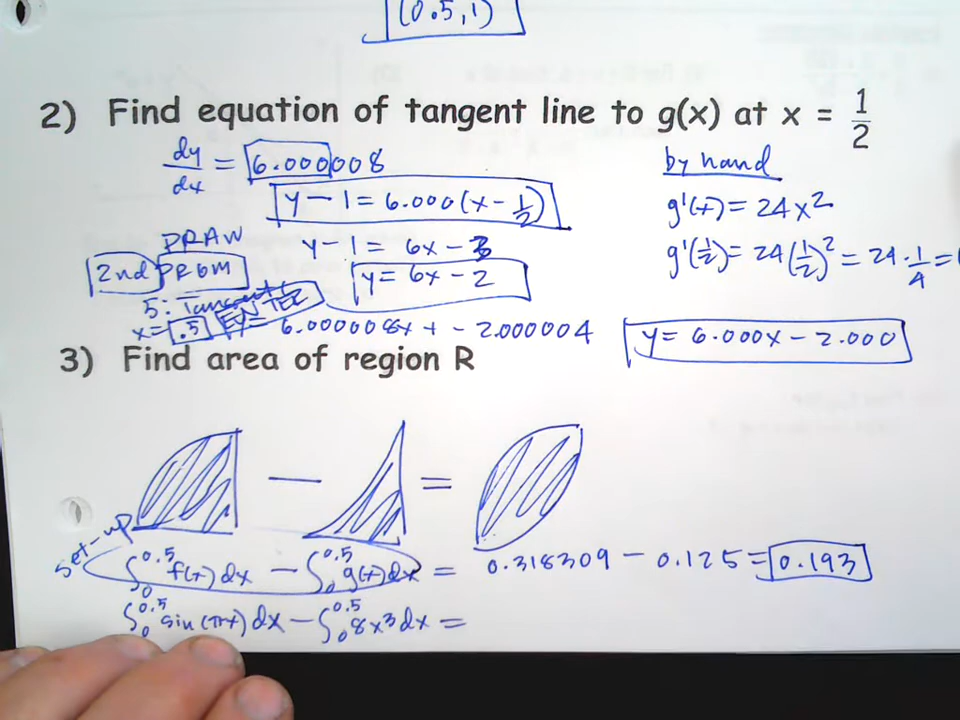 (0.5, 1)
2) Find equation of tangent line to g(x) at x = 1/2
dy/dx = 6.000008
y - 1 = 6.000(x - 1/2)
y - 1 = 6x - 3
y = 6x - 2
DRAW
2nd PRGM
5: Tangent(
x = .5 ENTER
y = 6.000008x + -2.000004
by hand
g'(x) = 24x²
g'(1/2) = 24(1/2)² = 24 · 1/4 =
y = 6.000x - 2.000
3) Find area of region R
− =
set-up
∫₀^0.5 f(x) dx − ∫₀^0.5 g(x) dx = 0.318309 − 0.125 = 0.193
∫₀^0.5 sin(πx) dx − ∫₀^0.5 8x³ dx =